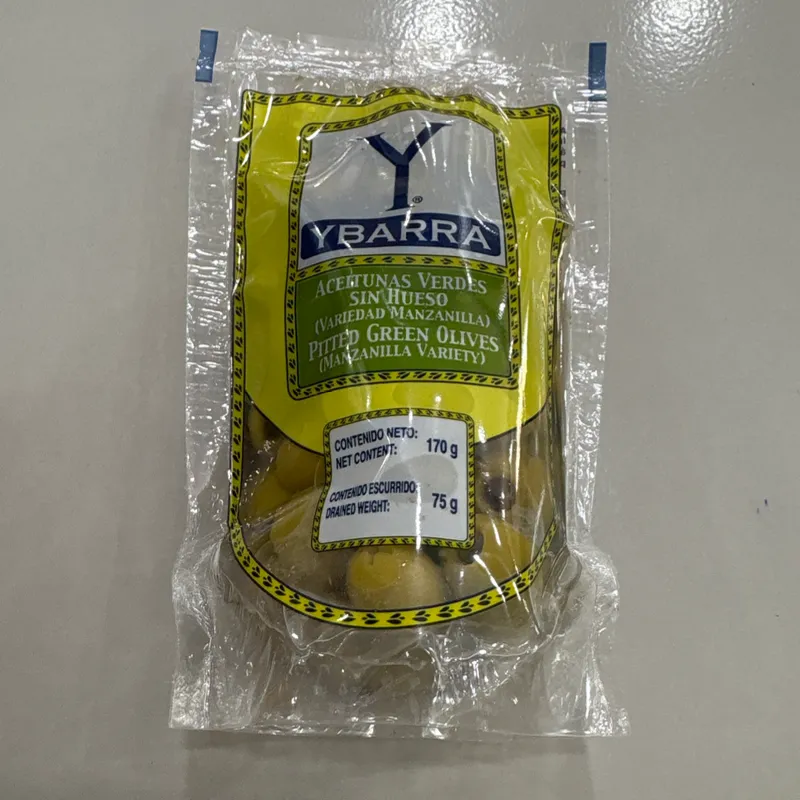 Y®
YBARRA
ACEITUNAS VERDES
SIN HUESO
(VARIEDAD MANZANILLA)
PITTED GREEN OLIVES
(MANZANILLA VARIETY)
CONTENIDO NETO: 170 g
NET CONTENT:
CONTENIDO ESCURRIDO: 75 g
DRAINED WEIGHT: